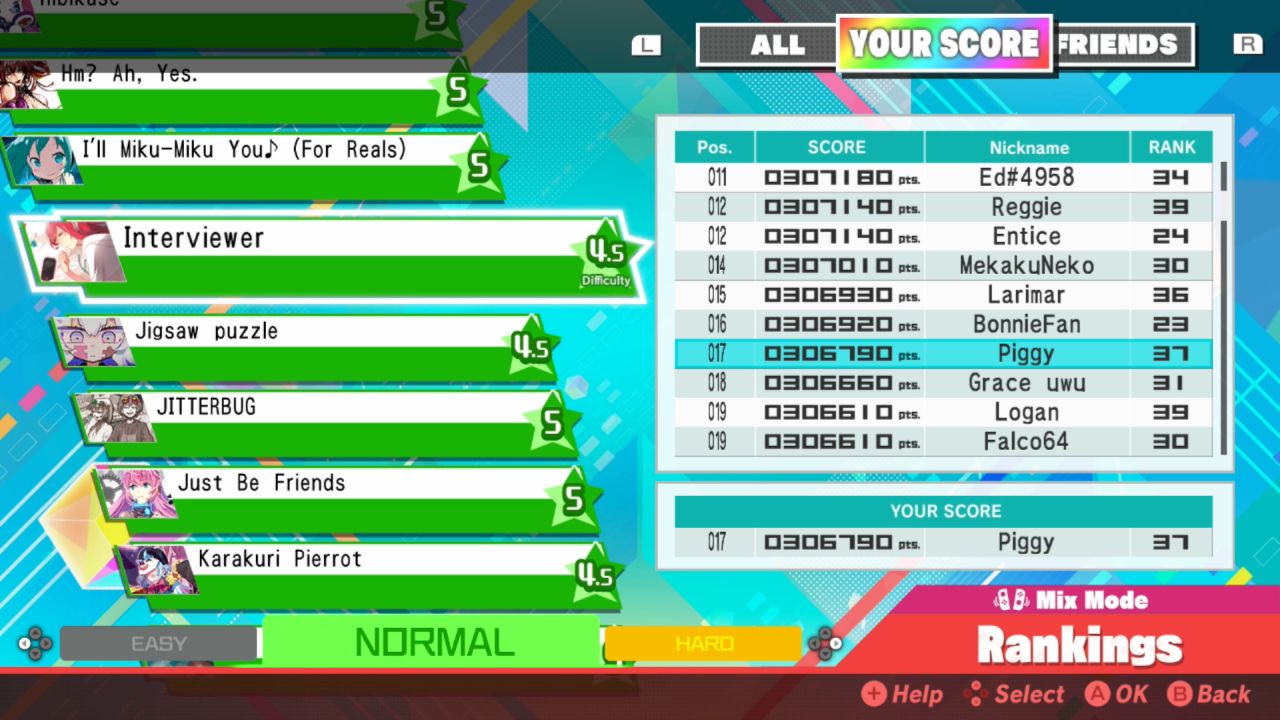 Hibikase
5
L
ALL
YOUR SCORE
FRIENDS
R
Hm? Ah, Yes.
5
I'll Miku-Miku You♪ (For Reals)
5
Interviewer
4.5
Difficulty
Jigsaw puzzle
4.5
JITTERBUG
5
Just Be Friends
5
Karakuri Pierrot
4.5
Pos. SCORE Nickname RANK
011 0307180 pts. Ed#4958 34
012 0307140 pts. Reggie 39
012 0307140 pts. Entice 24
014 0307010 pts. MekakuNeko 30
015 0306930 pts. Larimar 36
016 0306920 pts. BonnieFan 23
017 0306790 pts. Piggy 37
018 0306660 pts. Grace uwu 31
019 0306610 pts. Logan 39
019 0306610 pts. Falco64 30
YOUR SCORE
017 0306790 pts. Piggy 37
Mix Mode
Rankings
EASY
NORMAL
HARD
+ Help Select A OK B Back